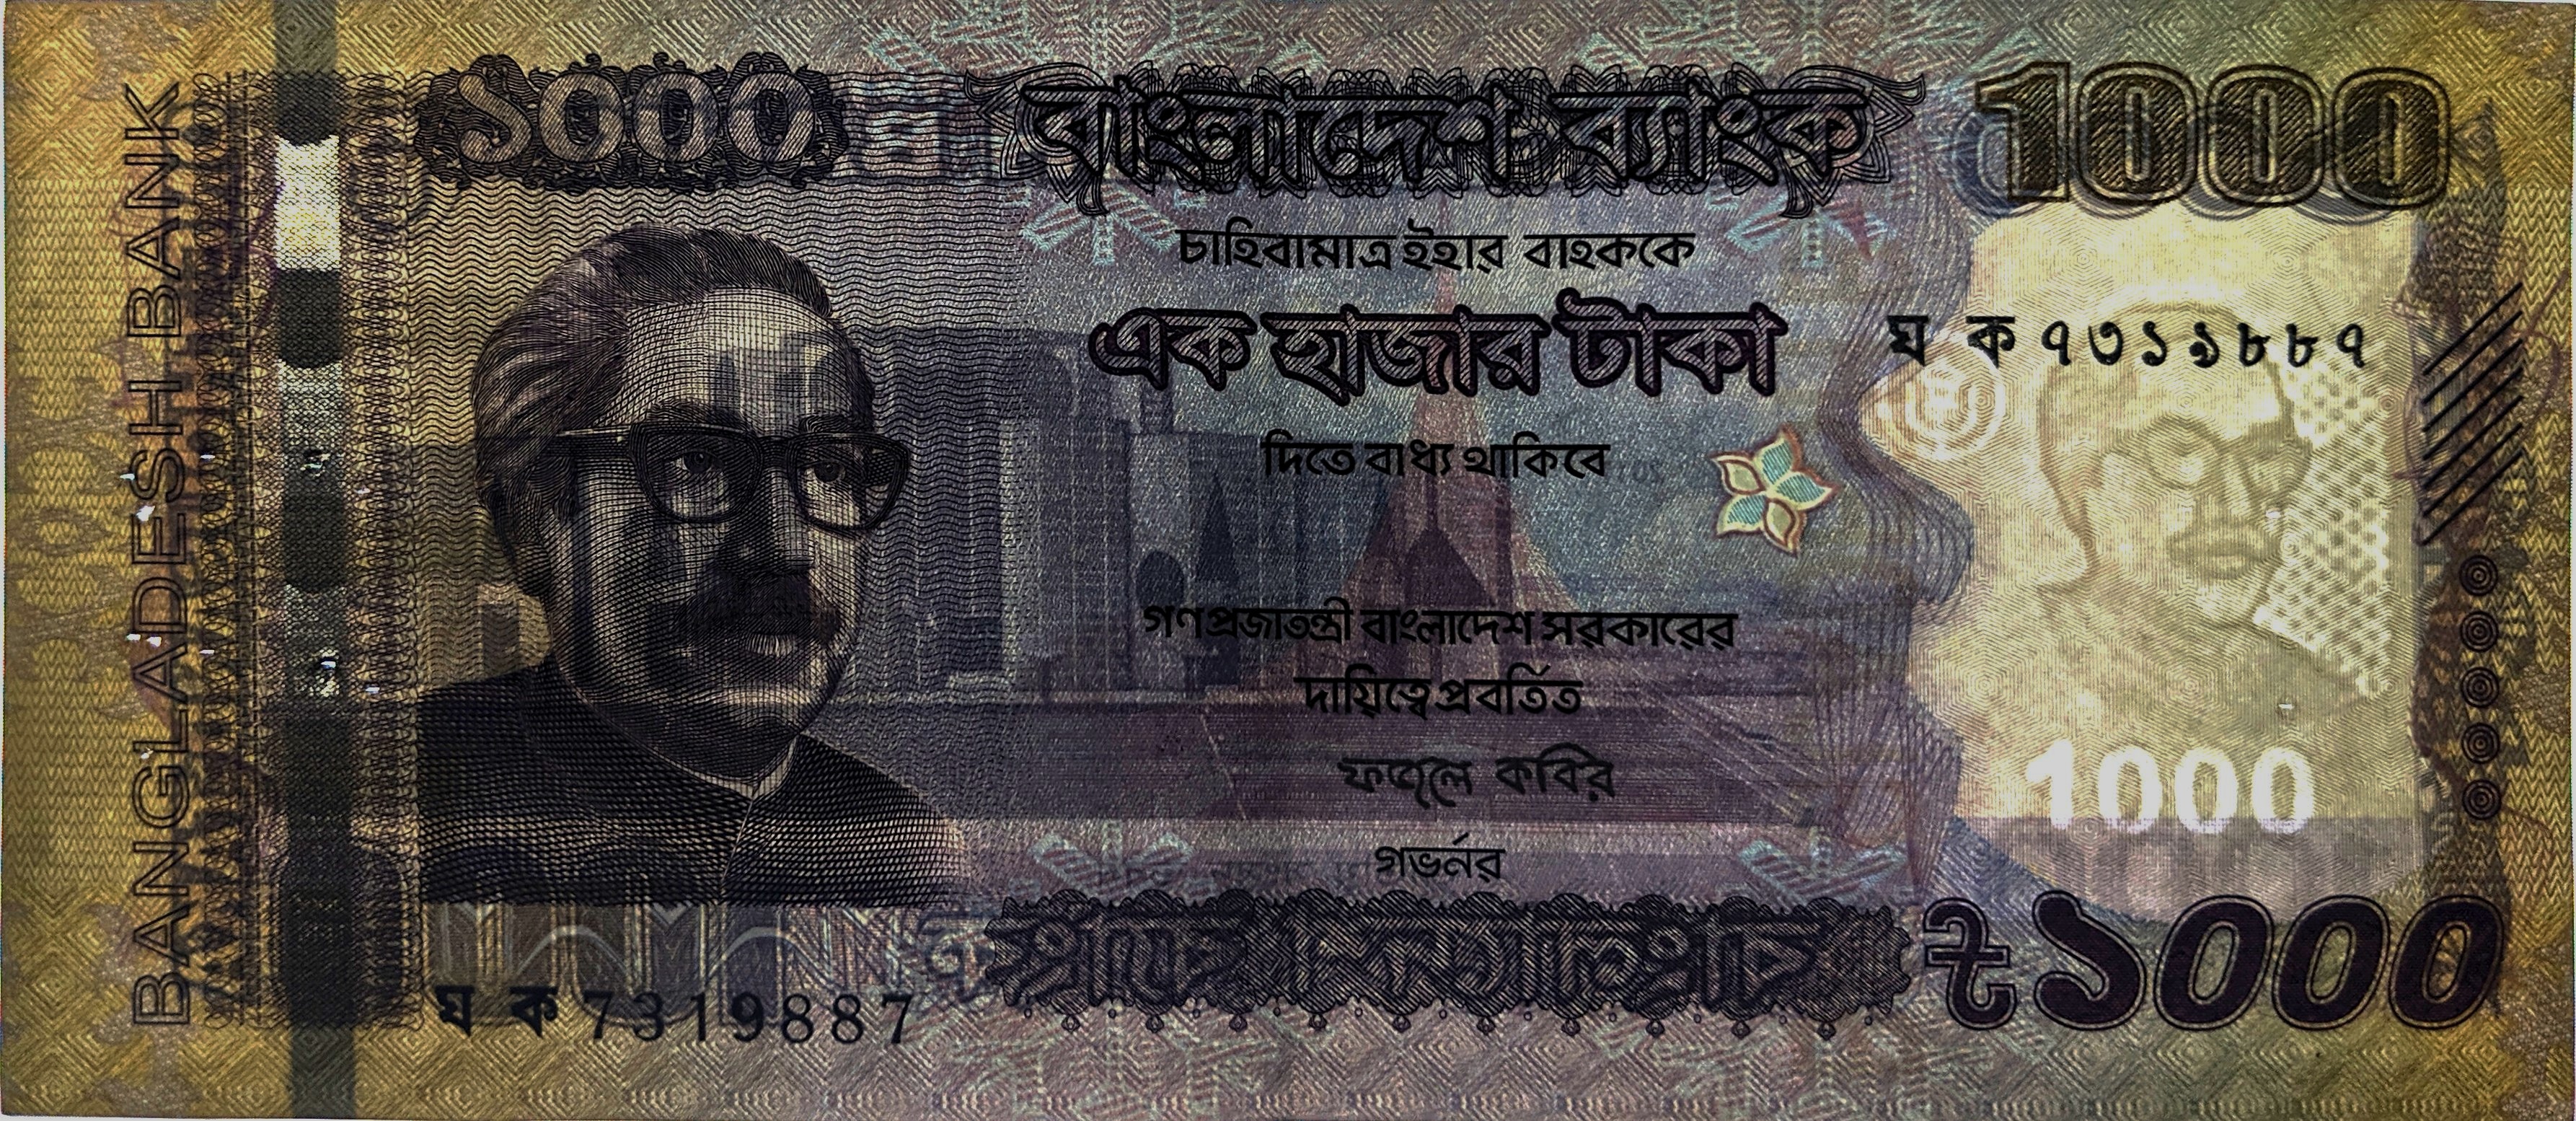 BANGLADESH BANK
১০০০
বাংলাদেশ ব্যাংক
1000
চাহিবামাত্র ইহার বাহককে
এক হাজার টাকা
ঘ ক ৭৩১৯৮৮৭
দিতে বাধ্য থাকিবে
গণপ্রজাতন্ত্রী বাংলাদেশ সরকারের
দায়িত্বে প্রবর্তিত
ফজলে কবির
1000
গভর্নর
৳১০০০
ঘ ক 7319887